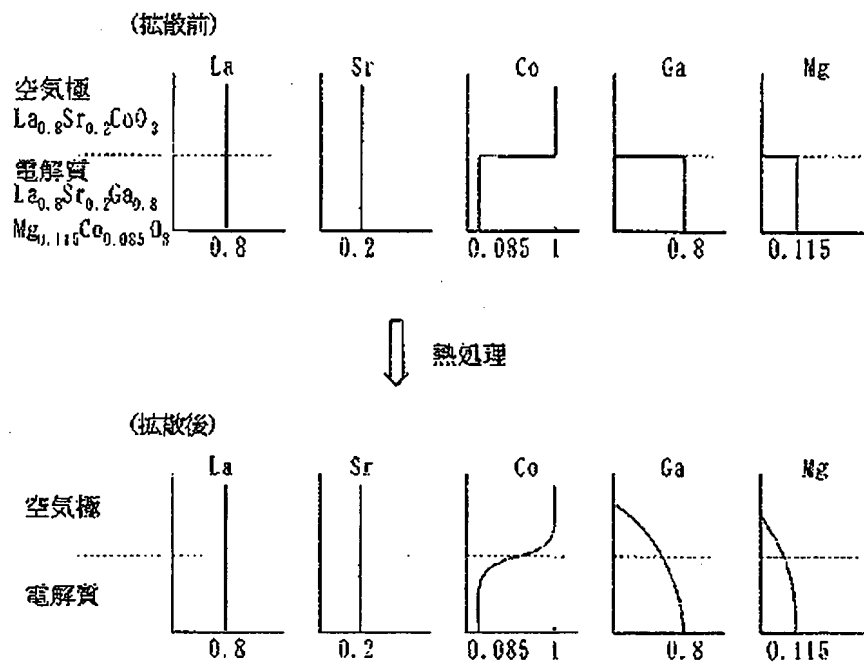 (拡散前)
La Sr Co Ga Mg
空気極
La0.8Sr0.2CoO3
電解質
La0.8Sr0.2Ga0.8
Mg0.115Co0.085O3
0.8 0.2 0.085 1 0.8 0.115
熱処理
(拡散後)
La Sr Co Ga Mg
空気極
電解質
0.8 0.2 0.085 1 0.8 0.115